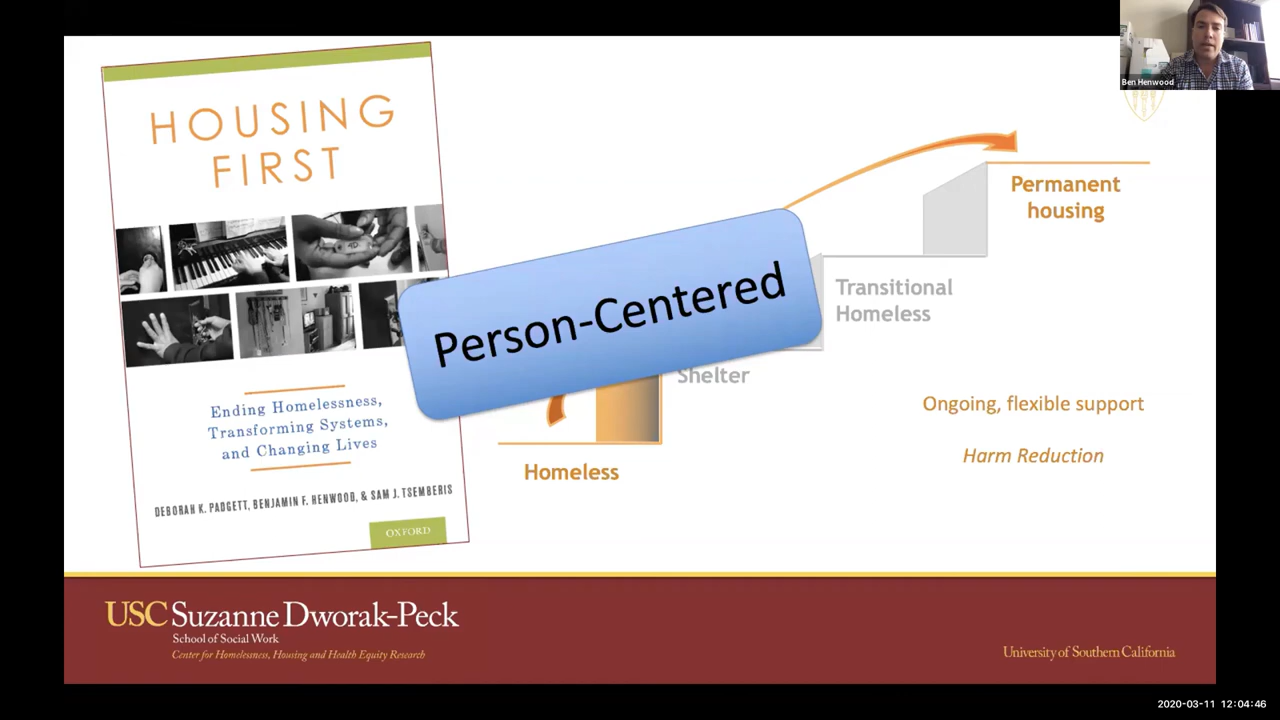 Ben Henwood
HOUSING
FIRST
Ending Homelessness,
Transforming Systems,
and Changing Lives
DEBORAH K. PADGETT, BENJAMIN F. HENWOOD, & SAM J. TSEMBERIS
OXFORD
Person-Centered
Permanent
housing
Transitional
Homeless
Shelter
Homeless
Ongoing, flexible support
Harm Reduction
USC Suzanne Dworak-Peck
School of Social Work
Center for Homelessness, Housing and Health Equity Research
University of Southern California
2020-03-11 12:04:46